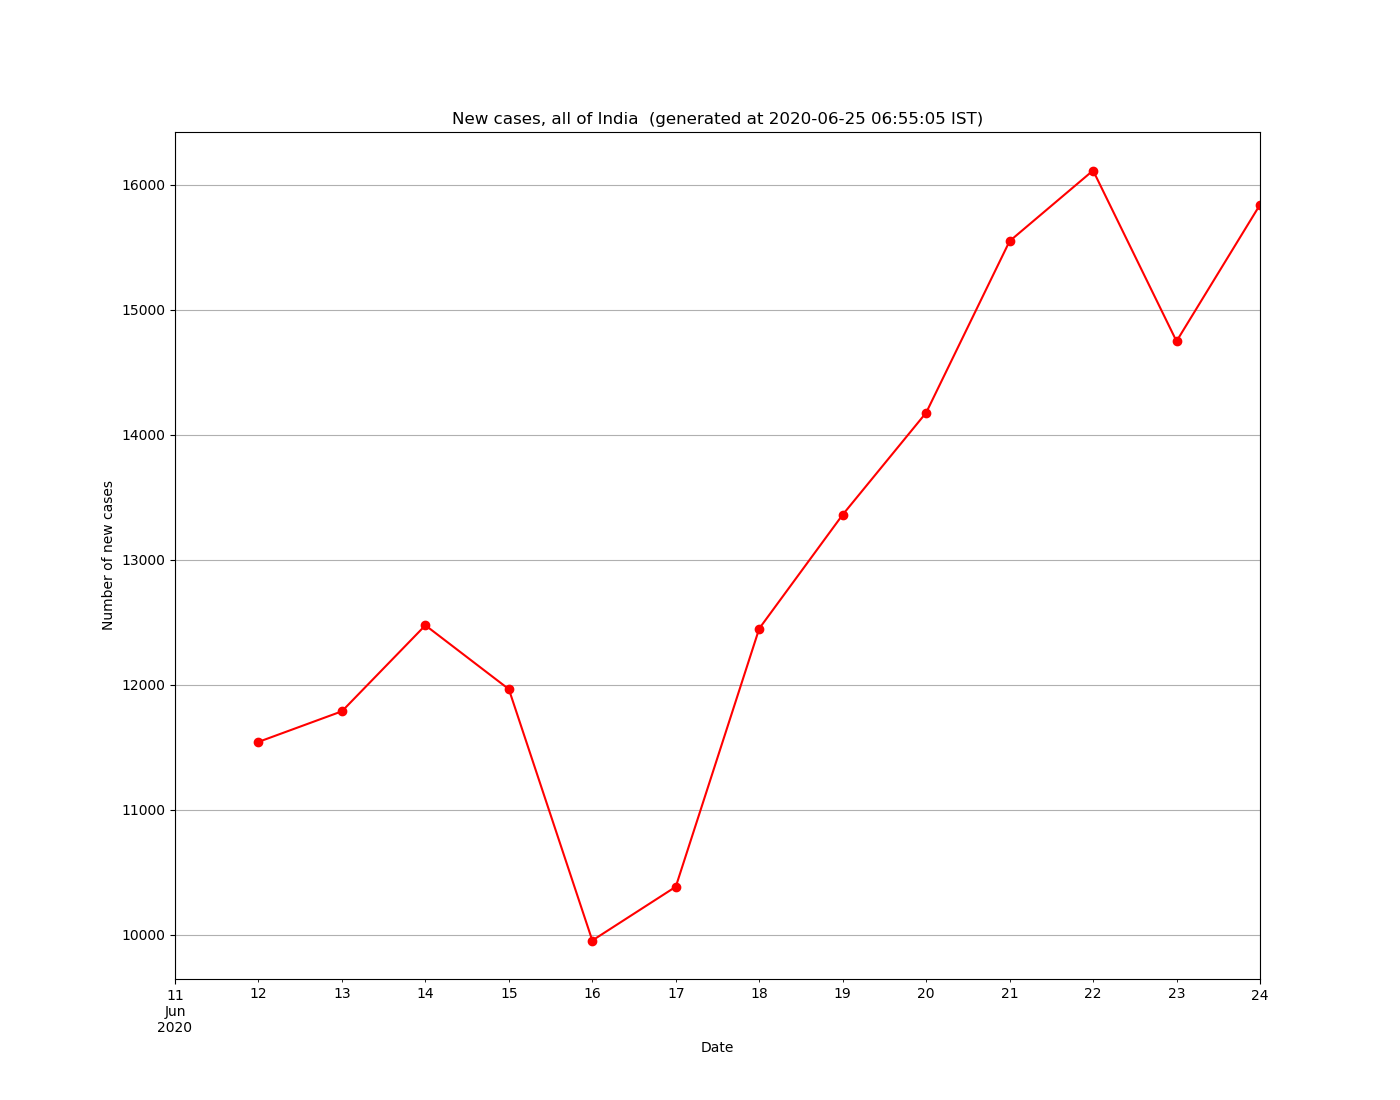 New cases, all of India  (generated at 2020-06-25 06:55:05 IST)
16000
15000
14000
13000
12000
11000
10000
Number of new cases
11 12 13 14 15 16 17 18 19 20 21 22 23 24
Jun
2020
Date